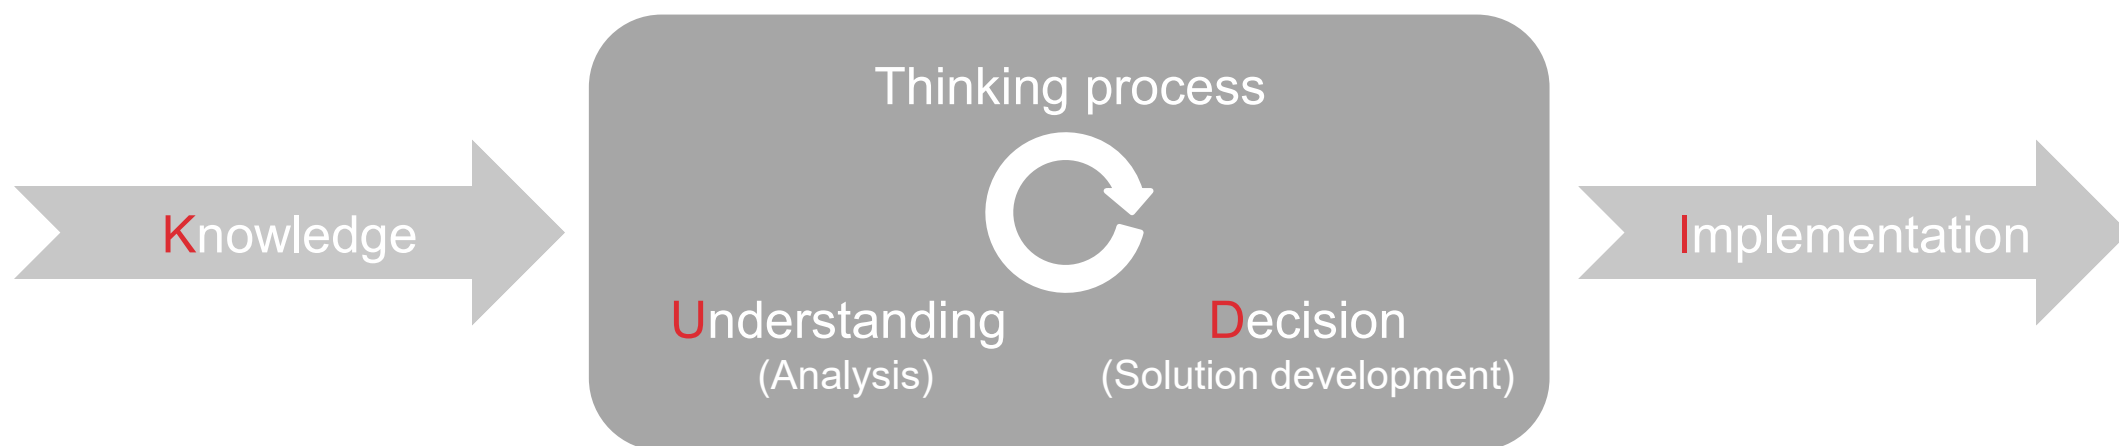 Thinking process
Knowledge
Implementation
Understanding
Decision
(Analysis)
(Solution development)